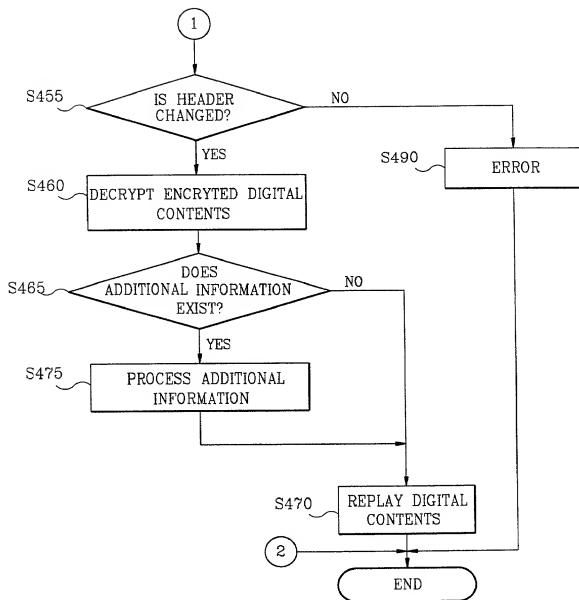 1
S455
IS HEADER
CHANGED?
NO
YES
S490
ERROR
S460
DECRYPT ENCRYTED DIGITAL
CONTENTS
S465
DOES
ADDITIONAL INFORMATION
EXIST?
NO
YES
S475
PROCESS ADDITIONAL
INFORMATION
S470
REPLAY DIGITAL
CONTENTS
2
END